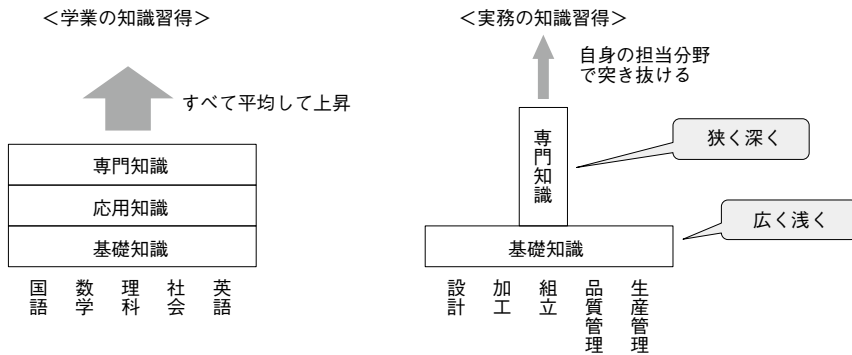 ＜学業の知識習得＞
すべて平均して上昇
専門知識
応用知識
基礎知識
国語
数学
理科
社会
英語
＜実務の知識習得＞
自身の担当分野
で突き抜ける
専門知識
狭く深く
広く浅く
基礎知識
設計
加工
組立
品質管理
生産管理